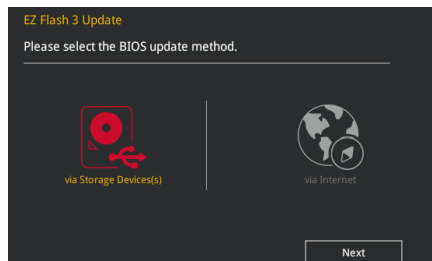 EZ Flash 3 Update
Please select the BIOS update method.
via Storage Devices(s)
via Internet
Next